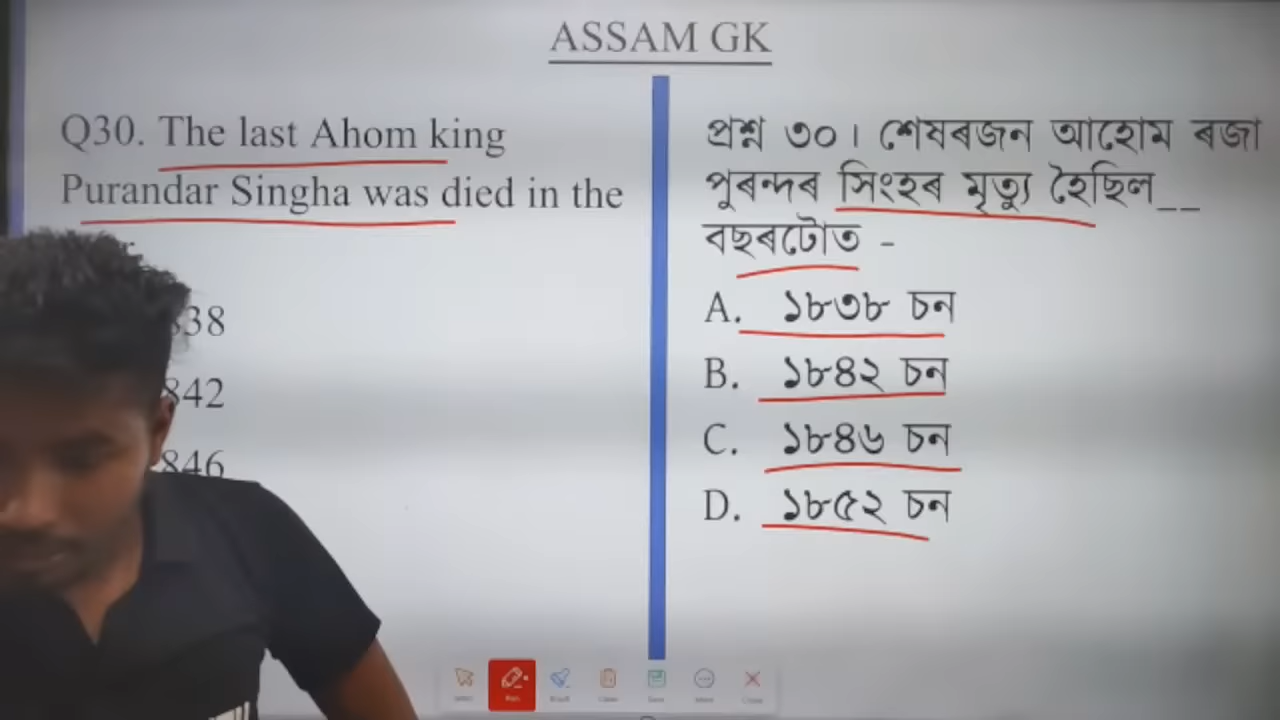 ASSAM GK
Q30. The last Ahom king
Purandar Singha was died in the
838
842
846
প্ৰশ্ন ৩০। শেষৰজন আহোম ৰজা
পুৰন্দৰ সিংহৰ মৃত্যু হৈছিল__
বছৰটোত -
A. ১৮৩৮ চন
B. ১৮৪২ চন
C. ১৮৪৬ চন
D. ১৮৫২ চন